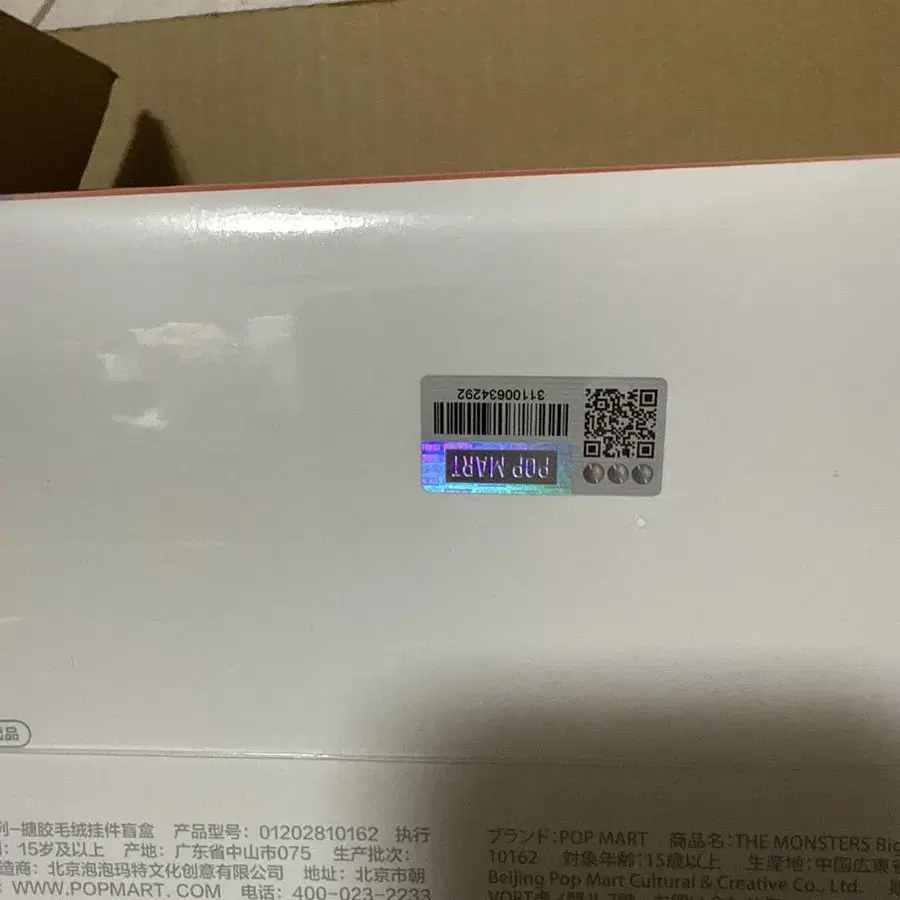 31100634292
POP MART
品
列-搪胶毛绒挂件盲盒 产品型号: 01202810162 执行
: 15岁及以上 产地: 广东省中山市075 生产批次:
造商: 北京泡泡玛特文化创意有限公司 地址: 北京市朝
: WWW.POPMART.COM 电话: 400-023-2233
ブランド: POP MART 商品名: THE MONSTERS Big
10162 対象年齢: 15歳以上 生産地: 中国広東省
Beijing Pop Mart Cultural & Creative Co., Ltd.